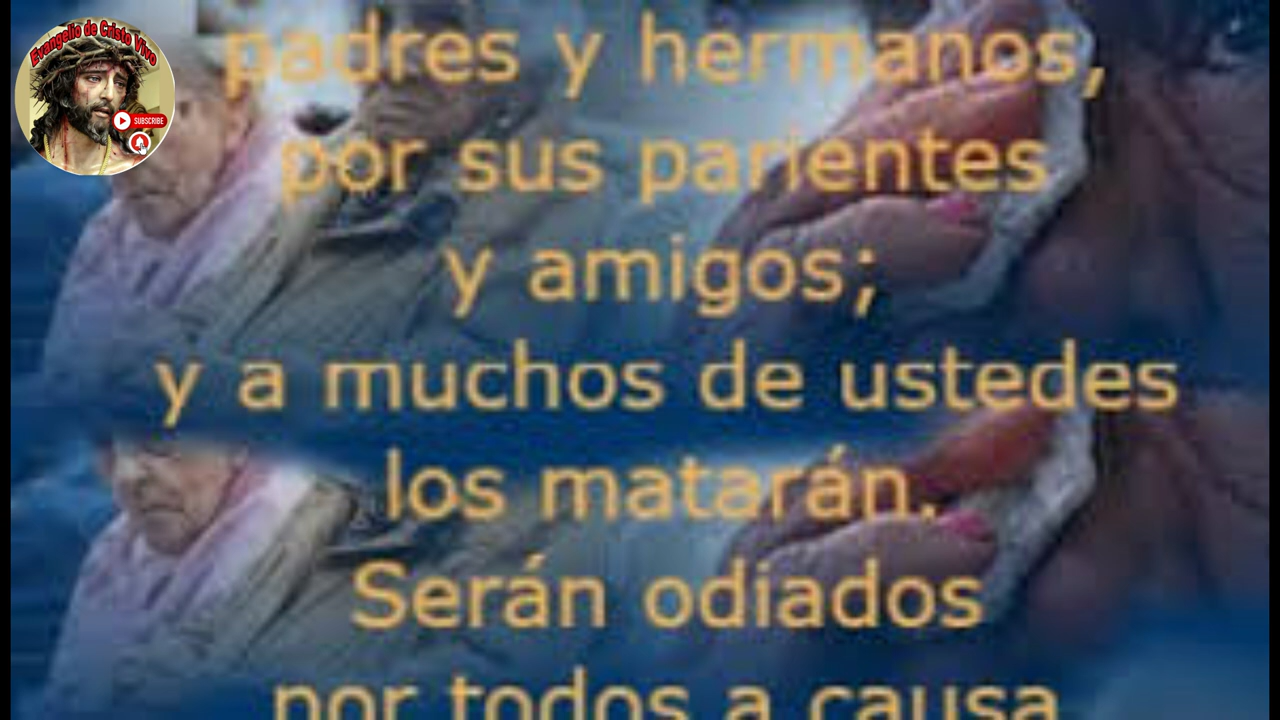 Evangelio de Cristo Vivo
SUBSCRIBE
padres y hermanos,
por sus parientes
y amigos;
y a muchos de ustedes
los matarán.
Serán odiados
por todos a causa